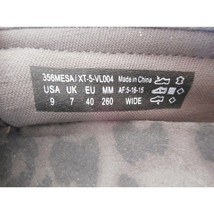 356MESA/XT-5-VL004 Made in China
USA UK EU MM AF:5-16-15
9 7 40 260 WIDE